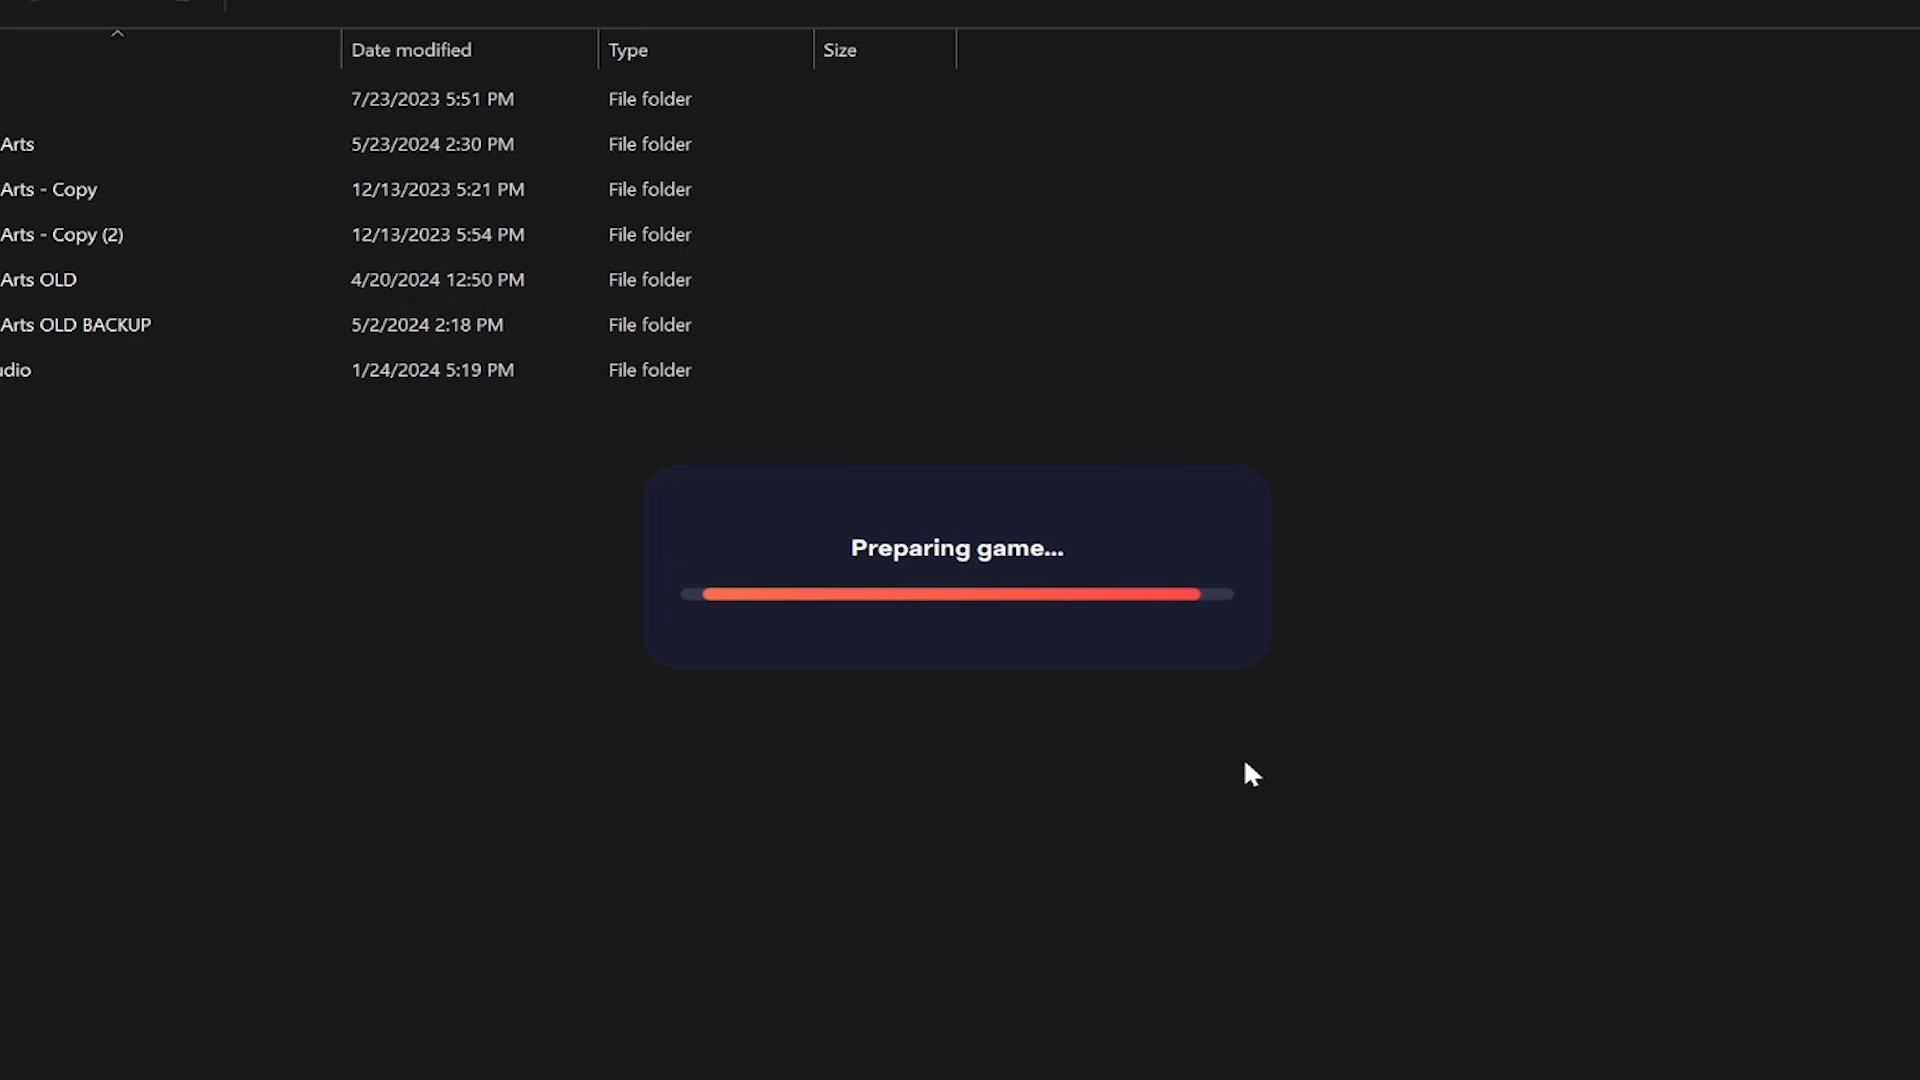 Date modified Type Size
7/23/2023 5:51 PM File folder
Arts 5/23/2024 2:30 PM File folder
Arts - Copy 12/13/2023 5:21 PM File folder
Arts - Copy (2) 12/13/2023 5:54 PM File folder
Arts OLD 4/20/2024 12:50 PM File folder
Arts OLD BACKUP 5/2/2024 2:18 PM File folder
udio 1/24/2024 5:19 PM File folder
Preparing game...